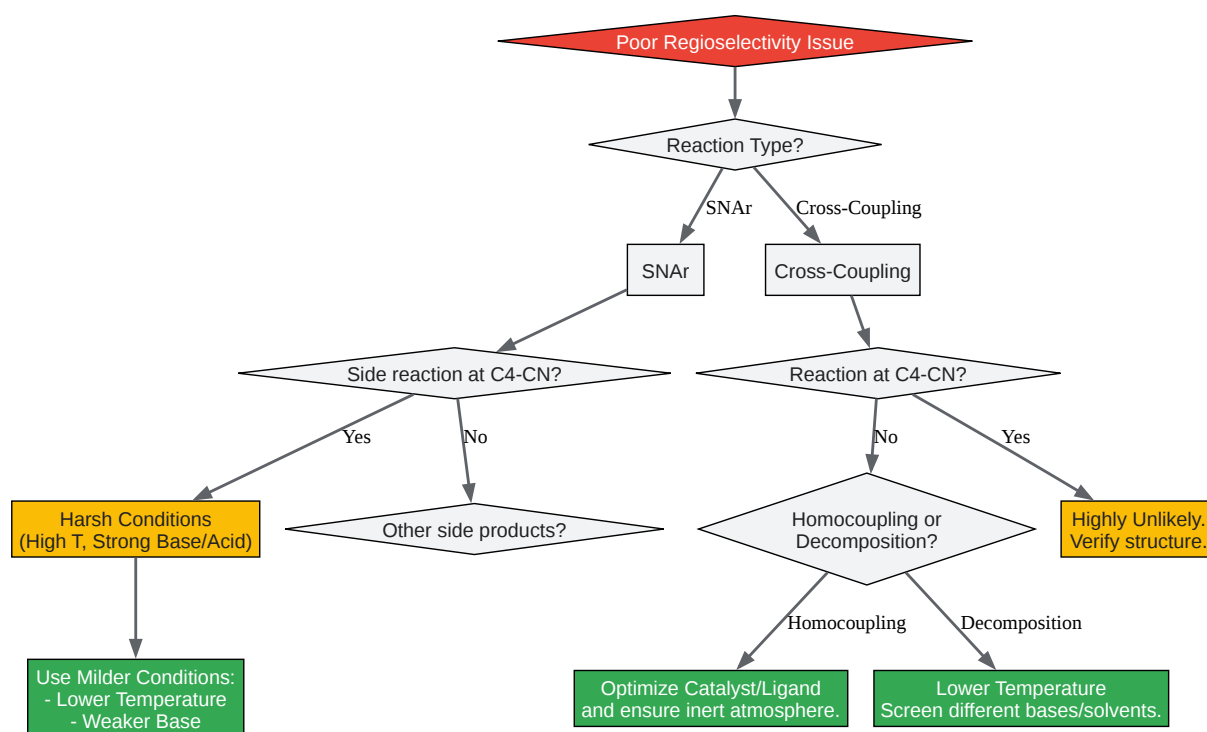 Poor Regioselectivity Issue
Reaction Type?
SNAr
Cross-Coupling
SNAr
Cross-Coupling
Side reaction at C4-CN?
Reaction at C4-CN?
Yes
No
No
Yes
Harsh Conditions
(High T, Strong Base/Acid)
Other side products?
Homocoupling or
Decomposition?
Highly Unlikely.
Verify structure.
Homocoupling
Decomposition
Use Milder Conditions:
- Lower Temperature
- Weaker Base
Optimize Catalyst/Ligand
and ensure inert atmosphere.
Lower Temperature
Screen different bases/solvents.